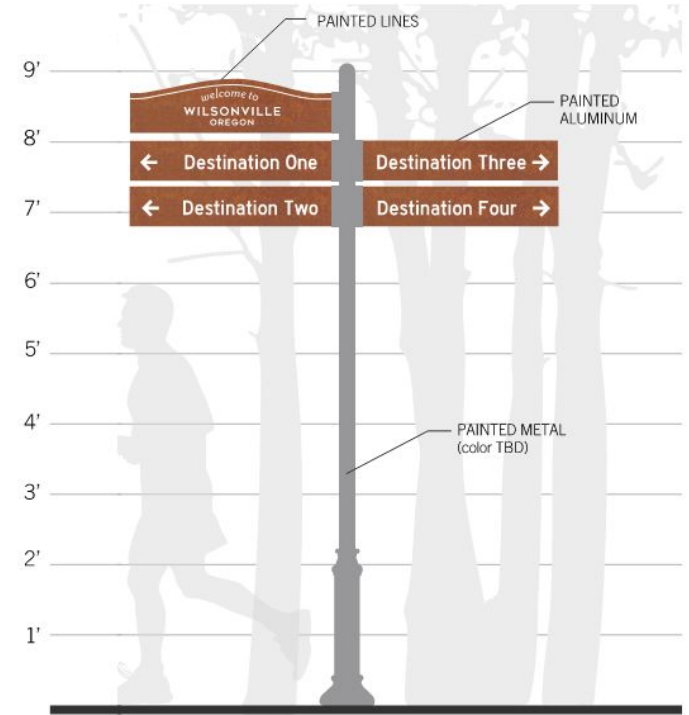 PAINTED LINES
9'
welcome to
WILSONVILLE
OREGON
PAINTED
ALUMINUM
8'
← Destination One
Destination Three →
← Destination Two
Destination Four →
7'
6'
5'
4'
PAINTED METAL
(color TBD)
3'
2'
1'